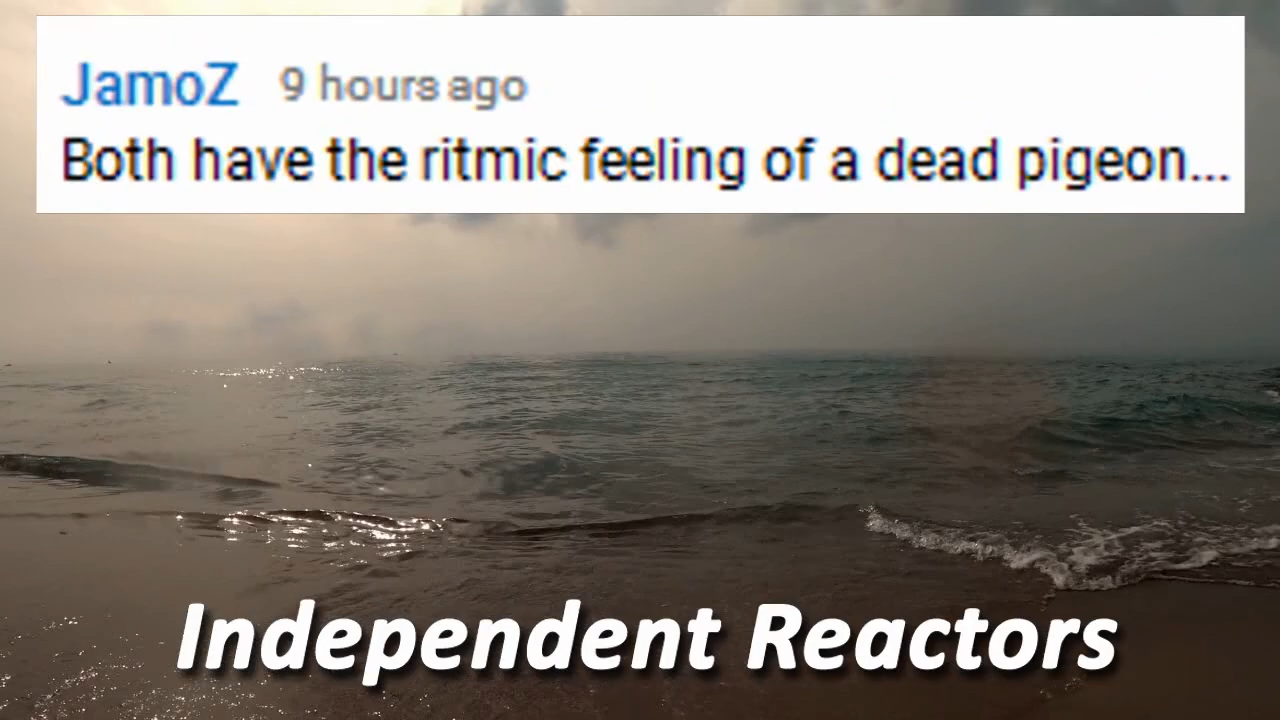 JamoZ 9 hours ago
Both have the ritmic feeling of a dead pigeon...
Independent Reactors